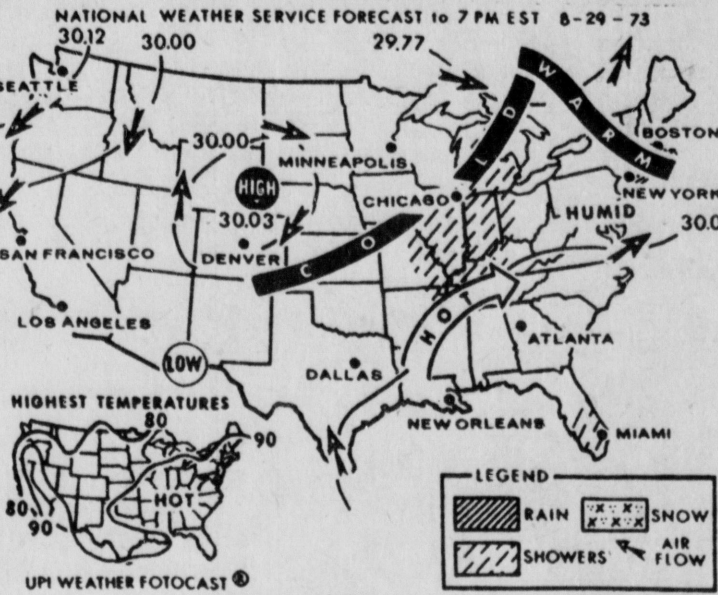 NATIONAL WEATHER SERVICE FORECAST to 7 PM EST 8-29-73
30.12
30.00
29.77
SEATTLE
WARM
COLD
BOSTON
30.00
MINNEAPOLIS
HIGH
CHICAGO
NEW YORK
30.03
HUMID
30.0
SAN FRANCISCO
DENVER
LOS ANGELES
HOT
ATLANTA
LOW
DALLAS
HIGHEST TEMPERATURES
80
90
NEW ORLEANS
MIAMI
HOT
80
90
LEGEND
RAIN
SNOW
SHOWERS
AIR
FLOW
UPI WEATHER FOTOCAST ®